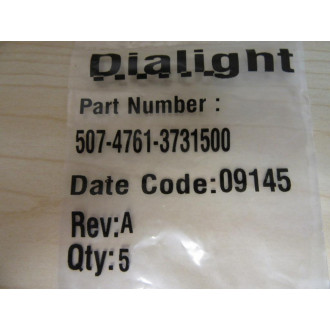 Dialight
Part Number :
507-4761-3731500
Date Code:09145
Rev:A
Qty:5